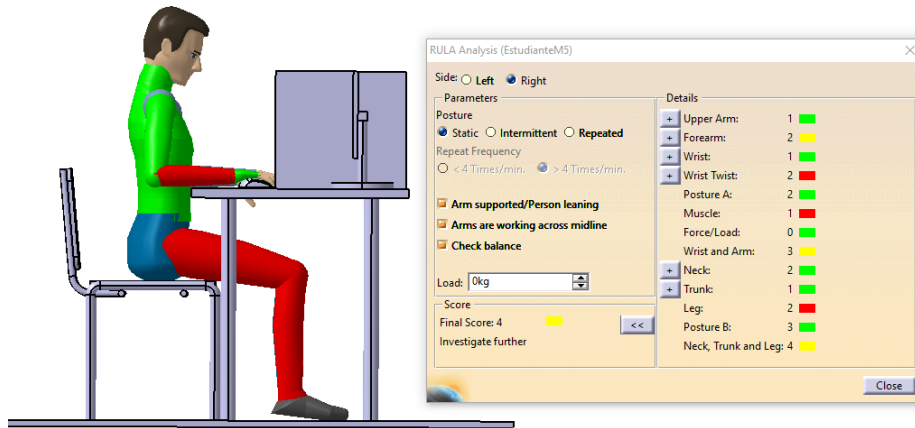 RULA Analysis (EstudianteM5)
Side: Left Right
Parameters
Posture
Static Intermittent Repeated
Repeat Frequency
< 4 Times/min. > 4 Times/min.
Arm supported/Person leaning
Arms are working across midline
Check balance
Load: 0kg
Score
Final Score: 4
<<
Investigate further
Details
+ Upper Arm: 1
+ Forearm: 2
+ Wrist: 1
+ Wrist Twist: 2
Posture A: 2
Muscle: 1
Force/Load: 0
Wrist and Arm: 3
+ Neck: 2
+ Trunk: 1
Leg: 2
Posture B: 3
Neck, Trunk and Leg: 4
Close